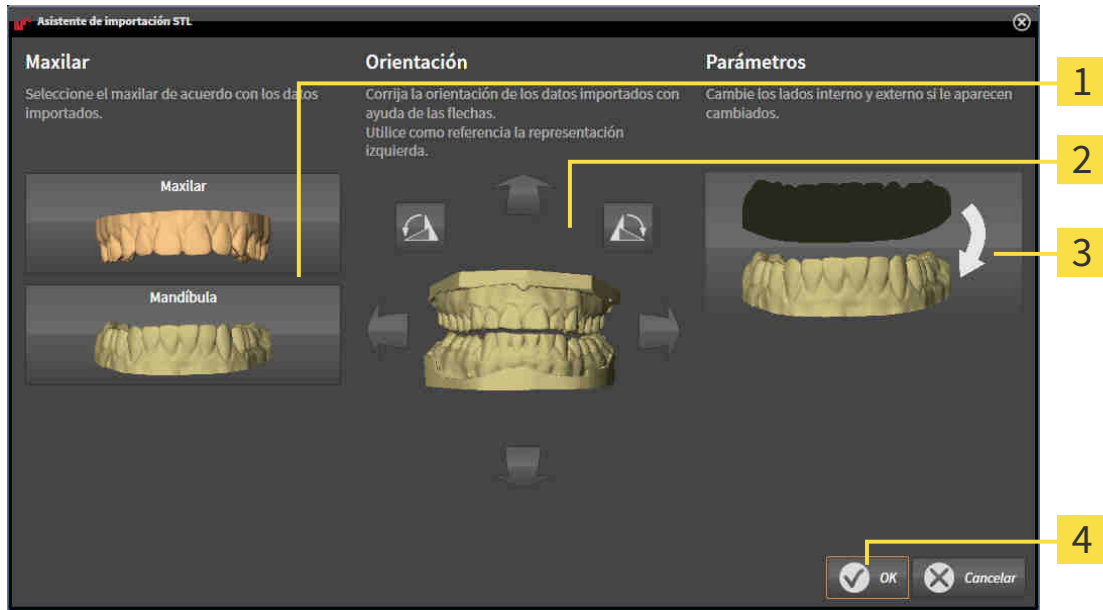 Asistente de importación STL
Maxilar
Seleccione el maxilar de acuerdo con los datos
importados.
Maxilar
Mandíbula
Orientación
Corrija la orientación de los datos importados con
ayuda de las flechas.
Utilice como referencia la representación
izquierda.
Parámetros
Cambie los lados interno y externo si le aparecen
cambiados.
OK
Cancelar
1
2
3
4